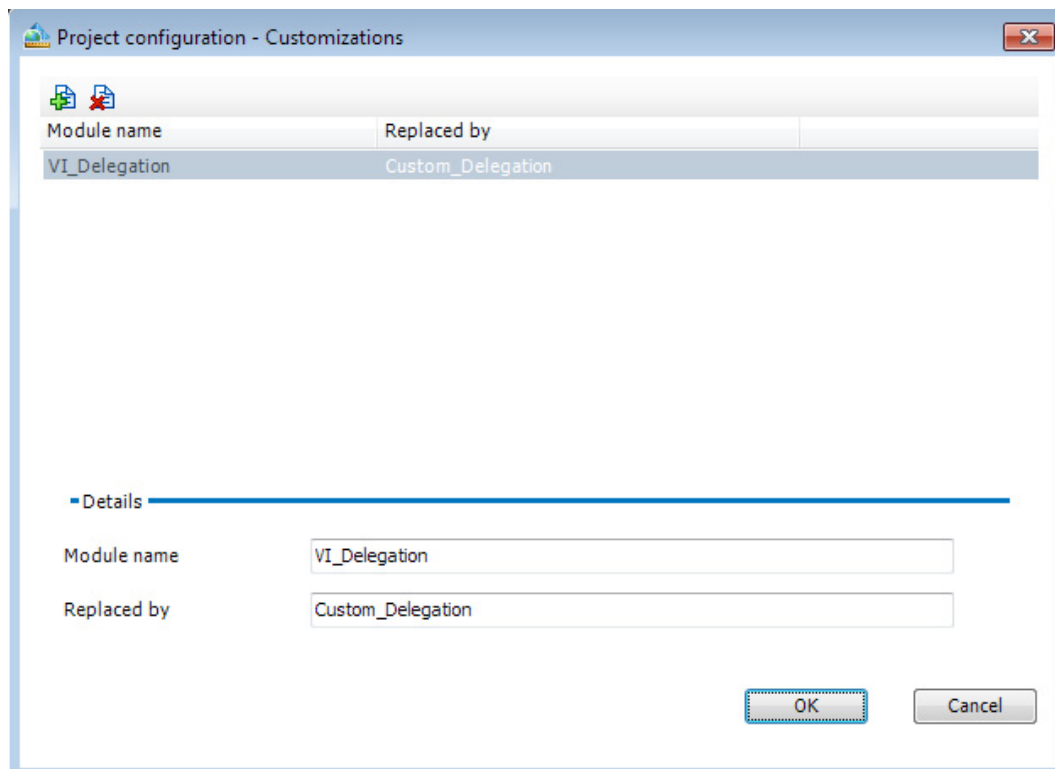 Project configuration - Customizations
Module name Replaced by
VI_Delegation Custom_Delegation
Details
Module name VI_Delegation
Replaced by Custom_Delegation
OK Cancel